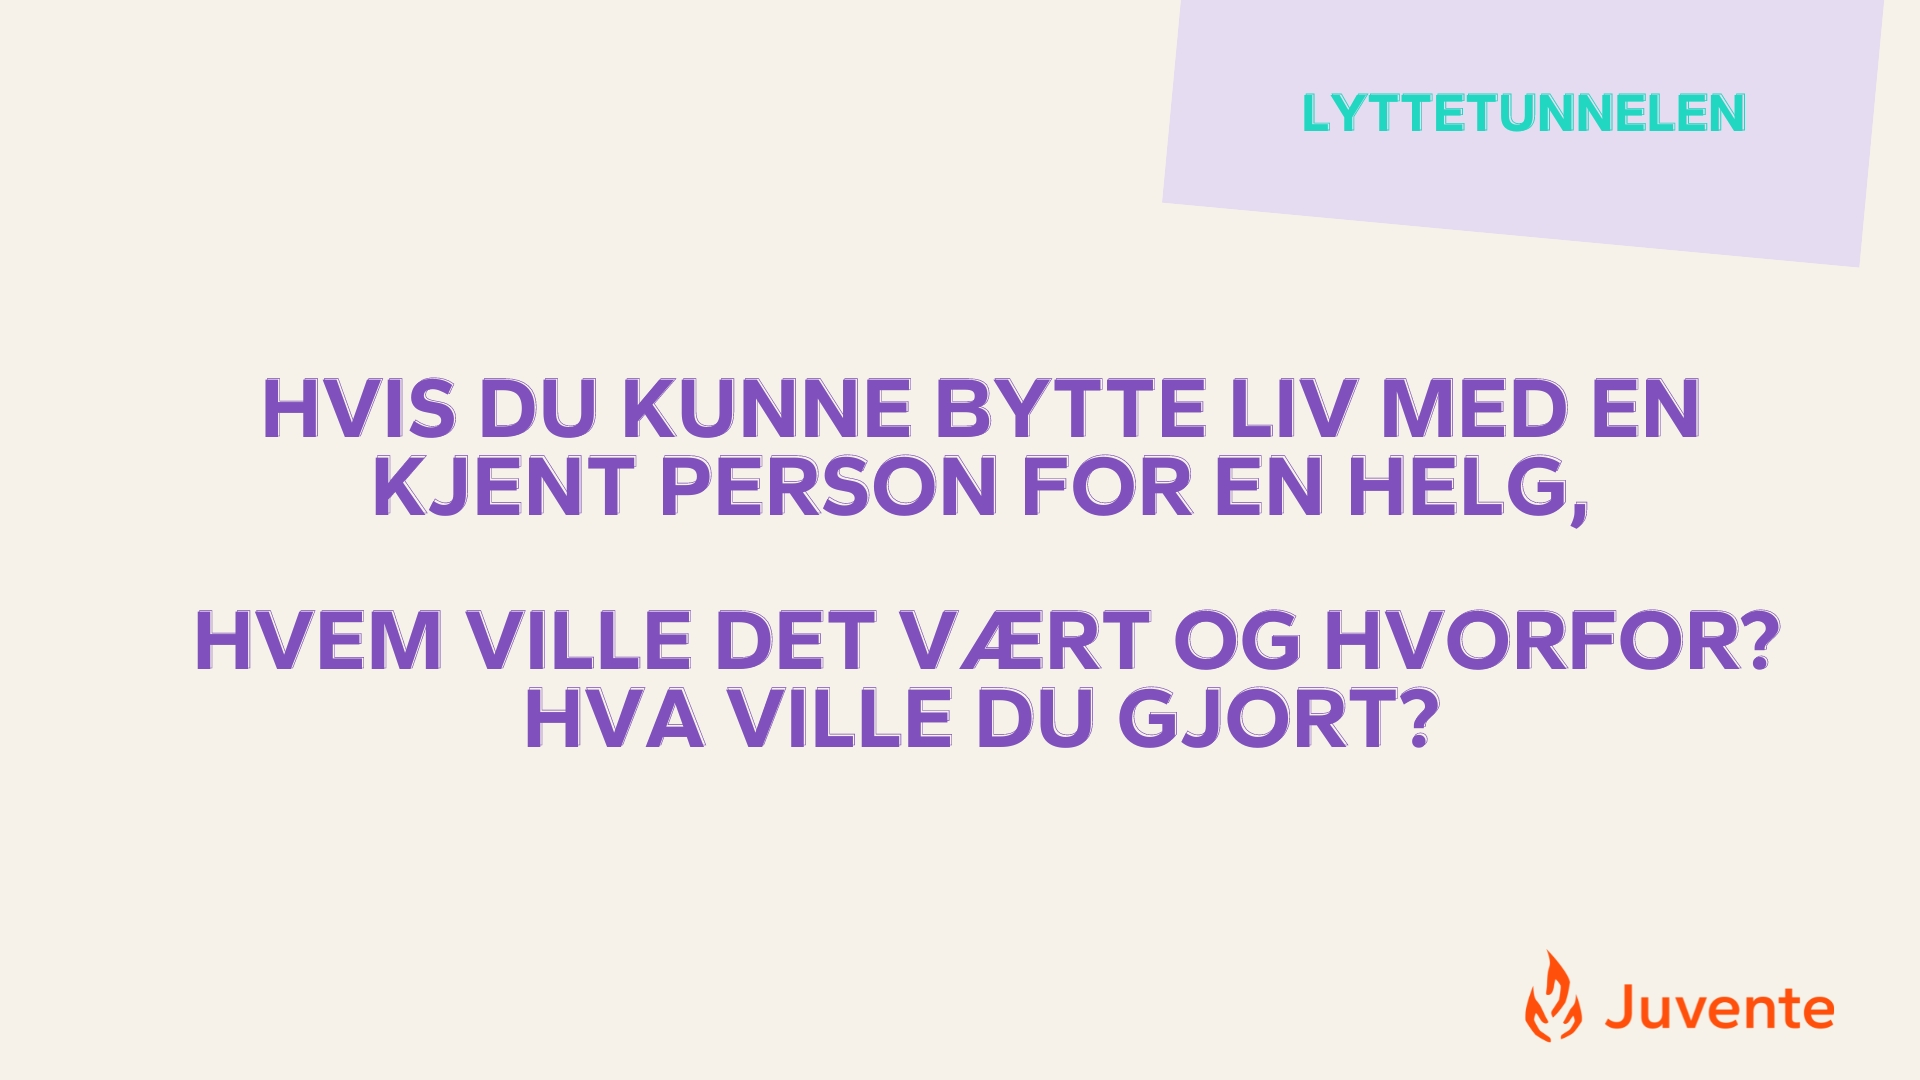 LYTTETUNNELEN
HVIS DU KUNNE BYTTE LIV MED EN
KJENT PERSON FOR EN HELG,
HVEM VILLE DET VÆRT OG HVORFOR?
HVA VILLE DU GJORT?
Juvente